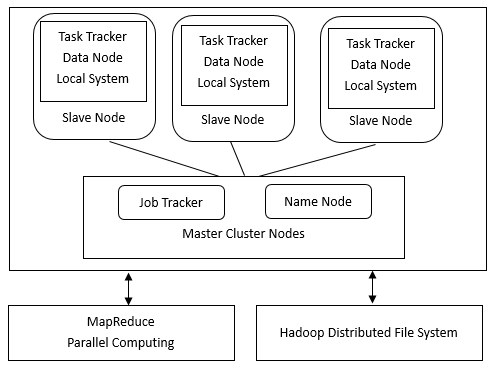 Task Tracker
Data Node
Local System
Slave Node
Task Tracker
Data Node
Local System
Slave Node
Task Tracker
Data Node
Local System
Slave Node
Job Tracker
Name Node
Master Cluster Nodes
MapReduce
Parallel Computing
Hadoop Distributed File System